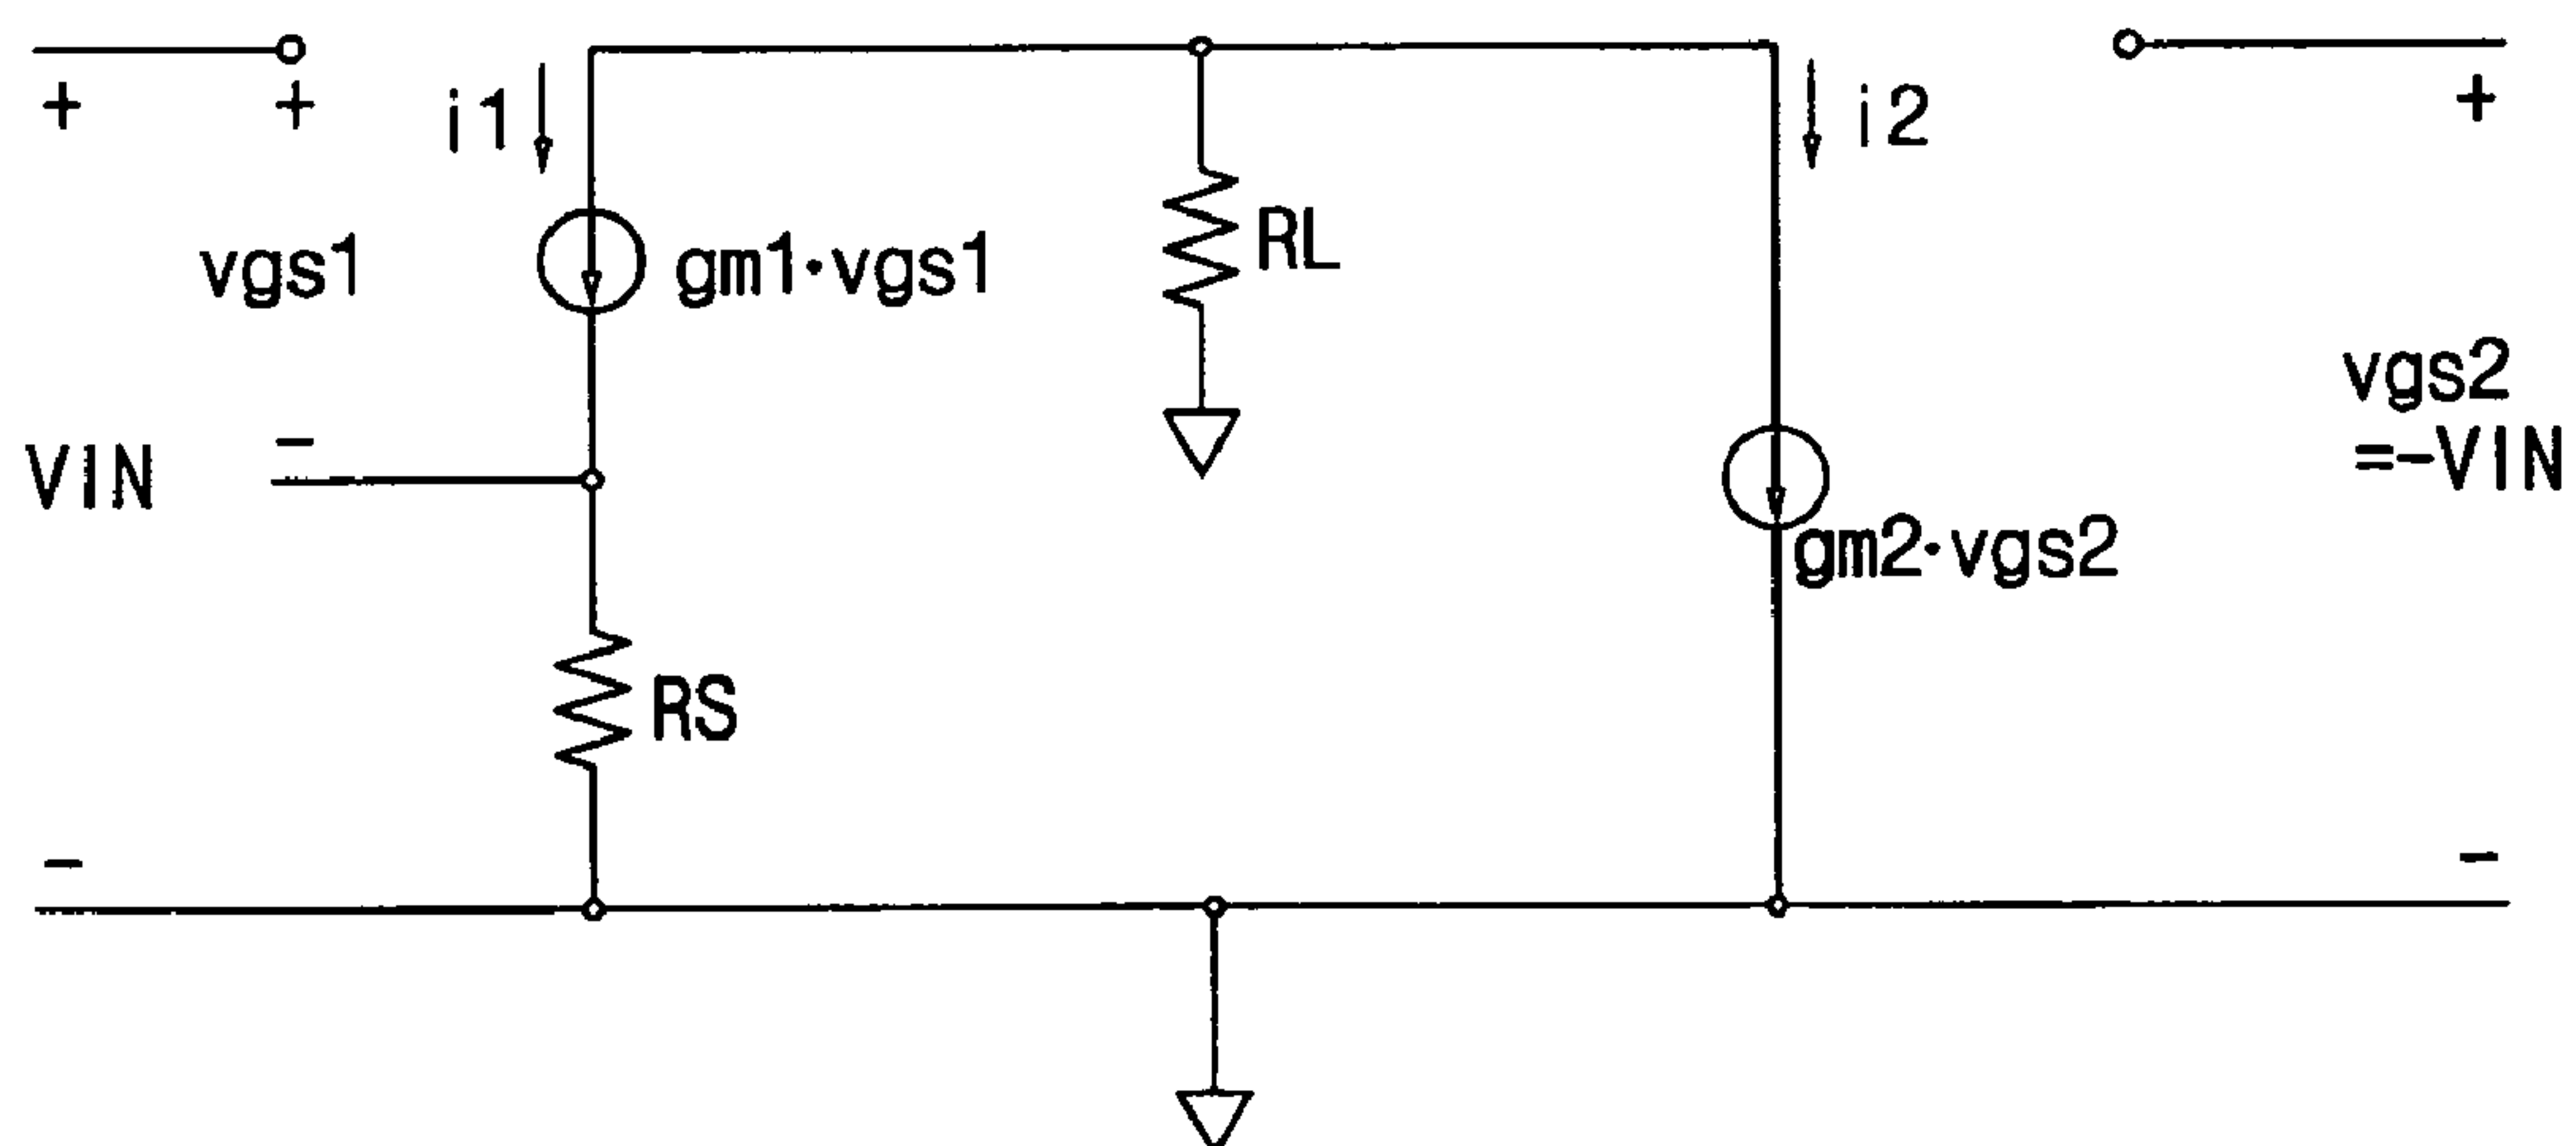 + + i1 i2 +
vgs1 gm1·vgs1 RL
vgs2
=-VIN
VIN -
gm2·vgs2
RS
- -